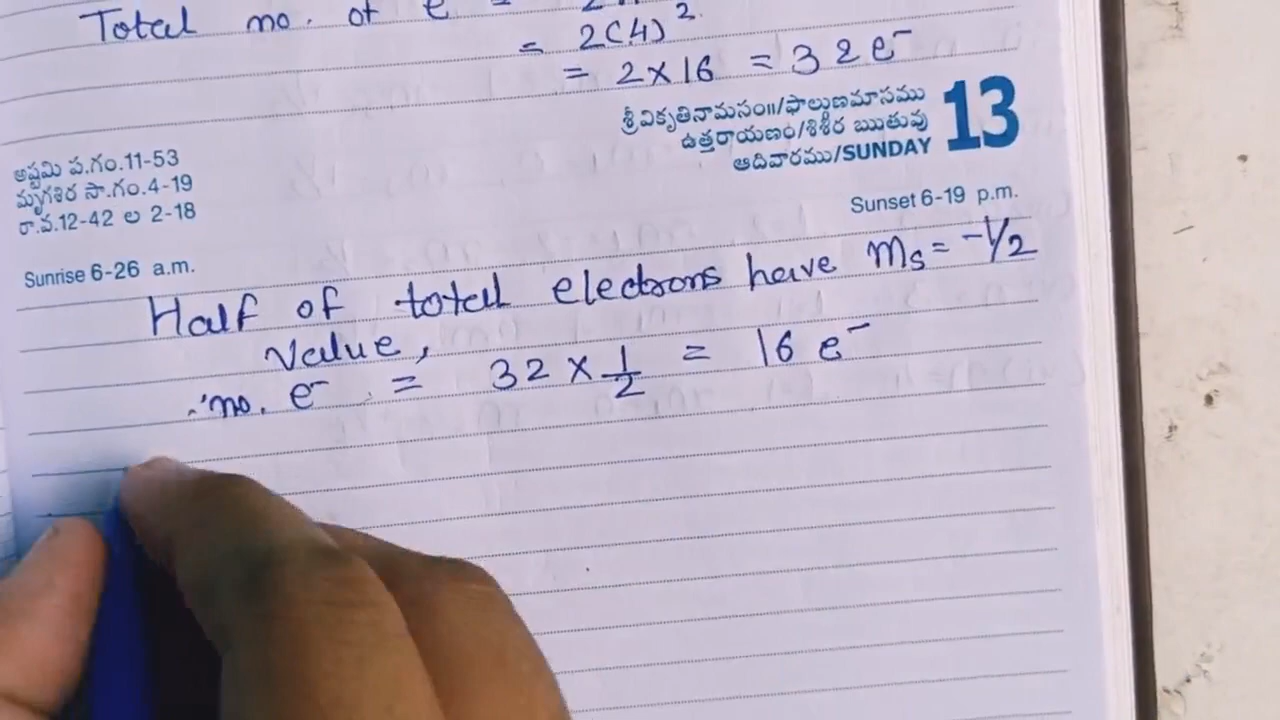 Total no. of e =
= 2(4)²
= 2×16 = 32e⁻
శ్రీవికృతినామసం॥/ఫాల్గుణమాసము
ఉత్తరాయణం/శిశిర ఋతువు
ఆదివారము/SUNDAY
13
అష్టమి ప.గం.11-53
మృగశిర సా.గం.4-19
రా.వ.12-42 ల 2-18
Sunrise 6-26 a.m.
Sunset 6-19 p.m.
Half of total electrons have ms = -1/2
Value,
∴ no. e⁻ = 32 × 1/2 = 16 e⁻